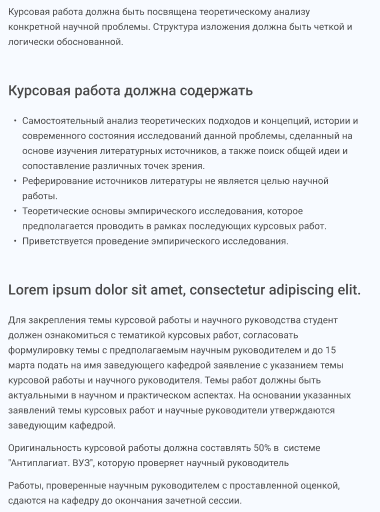 Курсовая работа должна быть посвящена теоретическому анализу
конкретной научной проблемы. Структура изложения должна быть четкой и
логически обоснованной.
Курсовая работа должна содержать
• Самостоятельный анализ теоретических подходов и концепций, истории и
современного состояния исследований данной проблемы, сделанный на
основе изучения литературных источников, а также поиск общей идеи и
сопоставление различных точек зрения.
• Реферирование источников литературы не является целью научной
работы.
• Теоретические основы эмпирического исследования, которое
предполагается проводить в рамках последующих курсовых работ.
• Приветствуется проведение эмпирического исследования.
Lorem ipsum dolor sit amet, consectetur adipiscing elit.
Для закрепления темы курсовой работы и научного руководства студент
должен ознакомиться с тематикой курсовых работ, согласовать
формулировку темы с предполагаемым научным руководителем и до 15
марта подать на имя заведующего кафедрой заявление с указанием темы
курсовой работы и научного руководителя. Темы работ должны быть
актуальными в научном и практическом аспектах. На основании указанных
заявлений темы курсовых работ и научные руководители утверждаются
заведующим кафедрой.
Оригинальность курсовой работы должна составлять 50% в системе
"Антиплагиат. ВУЗ", которую проверяет научный руководитель
Работы, проверенные научным руководителем с проставленной оценкой,
сдаются на кафедру до окончания зачетной сессии.